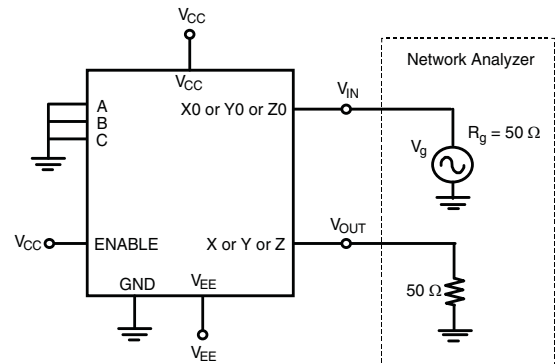 VCC
VCC
Network Analyzer
A
B
C
X0 or Y0 or Z0
VIN
Vg
Rg = 50 Ω
VCC
ENABLE
X or Y or Z
VOUT
GND
VEE
50 Ω
VEE